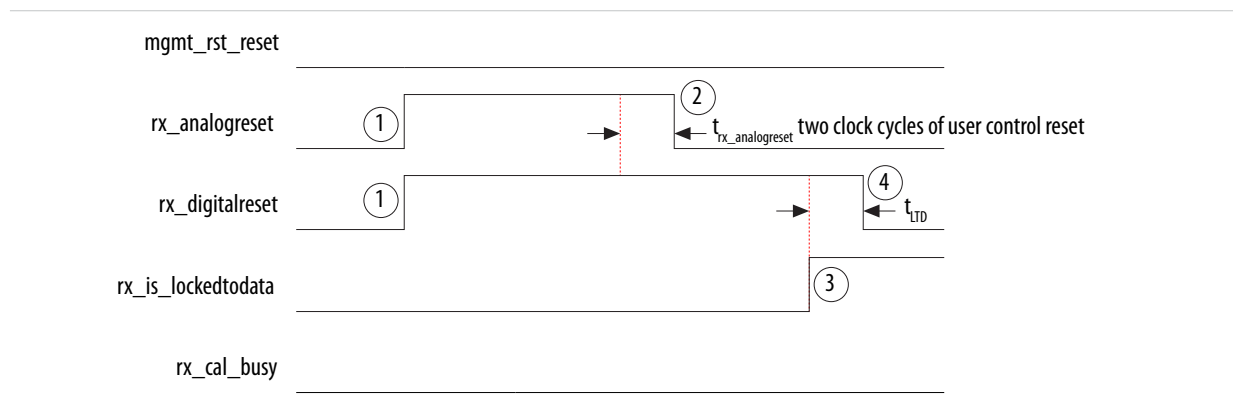 mgmt_rst_reset
2
rx_analogreset
1
t_rx_analogreset two clock cycles of user control reset
4
rx_digitalreset
1
t_LTD
rx_is_lockedtodata
3
rx_cal_busy